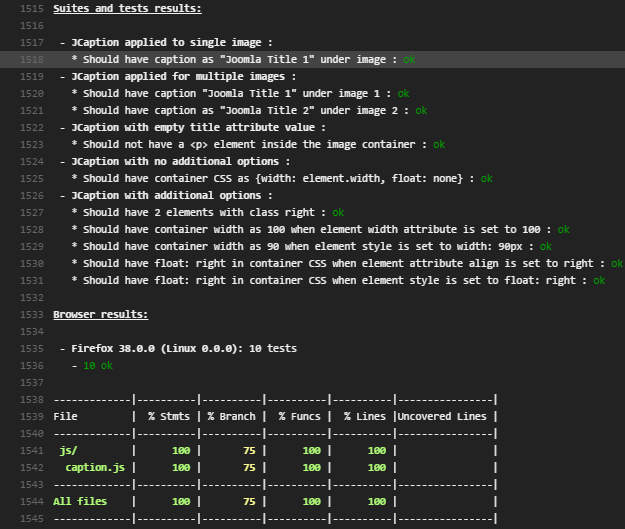 1515 Suites and tests results:
1516
1517 - JCaption applied to single image :
1518 * Should have caption as "Joomla Title 1" under image : ok
1519 - JCaption applied for multiple images :
1520 * Should have caption "Joomla Title 1" under image 1 : ok
1521 * Should have caption as "Joomla Title 2" under image 2 : ok
1522 - JCaption with empty title attribute value :
1523 * Should not have a <p> element inside the image container : ok
1524 - JCaption with no additional options :
1525 * Should have container CSS as {width: element.width, float: none} : ok
1526 - JCaption with additional options :
1527 * Should have 2 elements with class right : ok
1528 * Should have container width as 100 when element width attribute is set to 100 : ok
1529 * Should have container width as 90 when element style is set to width: 90px : ok
1530 * Should have float: right in container CSS when element attribute align is set to right : ok
1531 * Should have float: right in container CSS when element style is set to float: right : ok
1532
1533 Browser results:
1534
1535 - Firefox 38.0.0 (Linux 0.0.0): 10 tests
1536 - 10 ok
1537
1538 -------------|----------|----------|----------|----------|----------------|
1539 File | % Stmts | % Branch | % Funcs | % Lines |Uncovered Lines |
1540 -------------|----------|----------|----------|----------|----------------|
1541 js/ | 100 | 75 | 100 | 100 | |
1542 caption.js | 100 | 75 | 100 | 100 | |
1543 -------------|----------|----------|----------|----------|----------------|
1544 All files | 100 | 75 | 100 | 100 | |
1545 -------------|----------|----------|----------|----------|----------------|